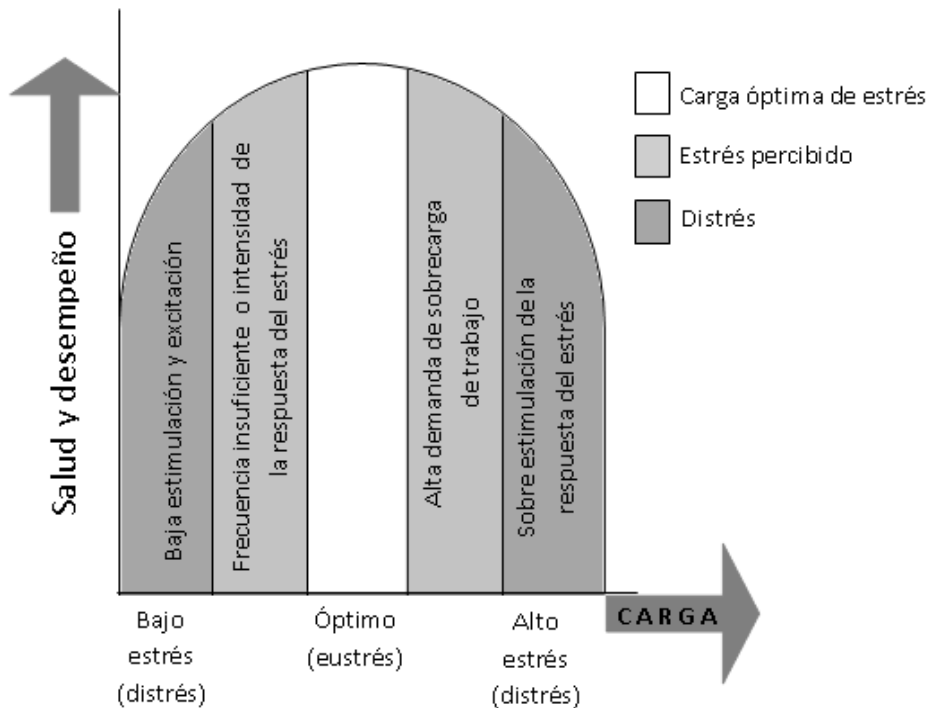 Salud y desempeño
Baja estimulación y excitación
Frecuencia insuficiente o intensidad de
la respuesta del estrés
Alta demanda de sobrecarga
de trabajo
Sobre estimulación de la
respuesta del estrés
Carga óptima de estrés
Estrés percibido
Distrés
Bajo
estrés
(distrés)
Óptimo
(eustrés)
Alto
estrés
(distrés)
CARGA